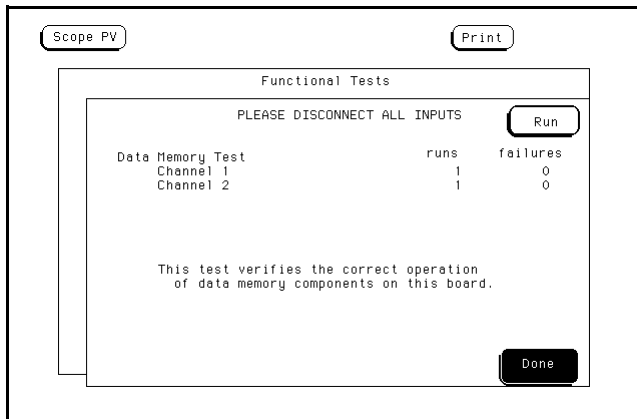 Scope PV Print
Functional Tests
PLEASE DISCONNECT ALL INPUTS
Run
Data Memory Test runs failures
Channel 1 1 0
Channel 2 1 0
This test verifies the correct operation
of data memory components on this board.
Done